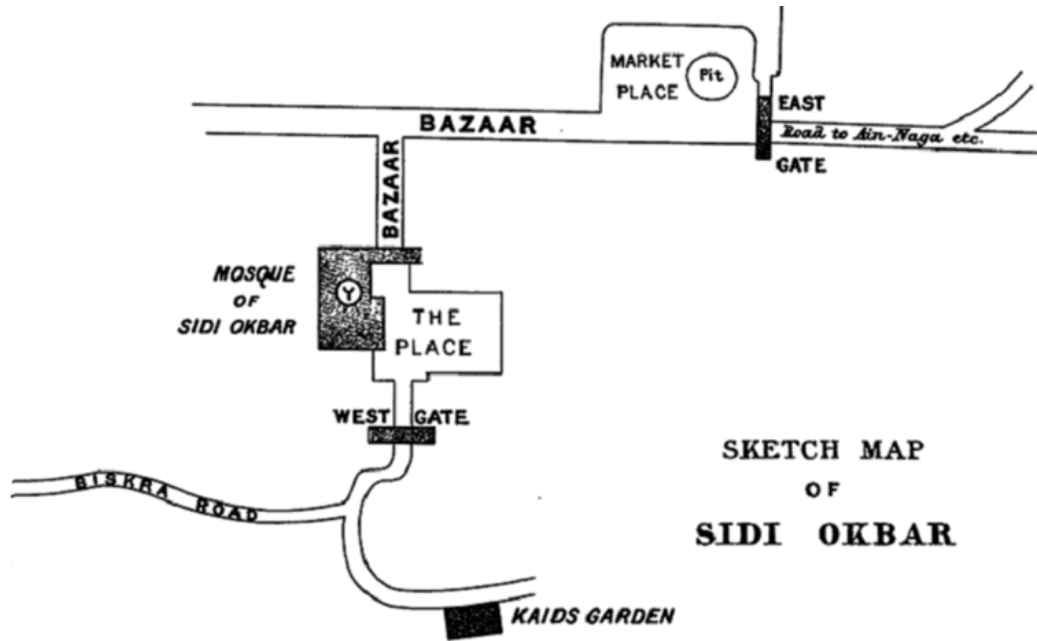 MARKET
PLACE
Pit
EAST
GATE
Road to Ain-Naga etc.
BAZAAR
BAZAAR
MOSQUE
OF
SIDI OKBAR
Y
THE
PLACE
WEST GATE
BISKRA ROAD
KAIDS GARDEN
SKETCH MAP
OF
SIDI OKBAR